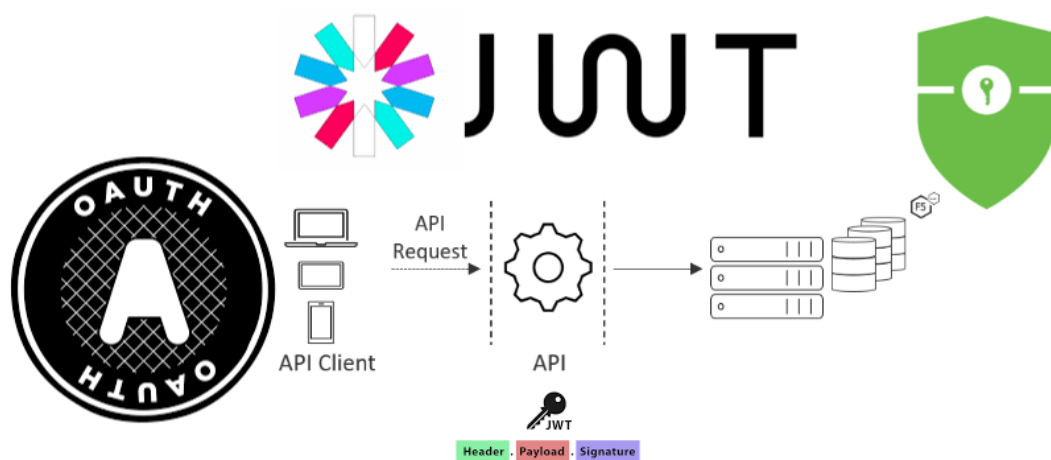 JWT
OAUTH
OAUTH
API
Request
API Client
API
F5
JWT
Header . Payload . Signature